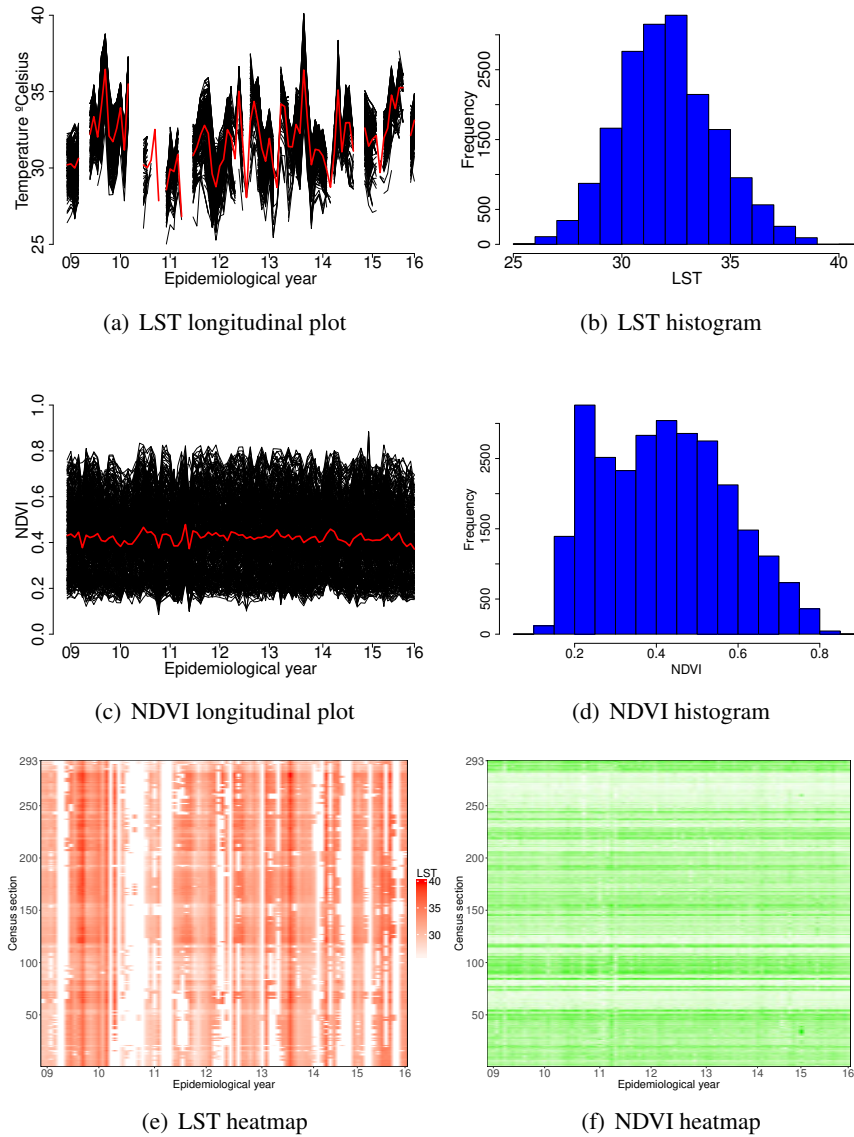 Temperature ºCelsius
40
35
30
25
09 10 11 12 13 14 15 16
Epidemiological year
(a) LST longitudinal plot
Frequency
2500
1500
500
0
25 30 35 40
LST
(b) LST histogram
NDVI
1.0
0.8
0.6
0.4
0.2
0.0
09 10 11 12 13 14 15 16
Epidemiological year
(c) NDVI longitudinal plot
Frequency
2500
1500
500
0
0.2 0.4 0.6 0.8
NDVI
(d) NDVI histogram
Census section
293
250
200
150
100
50
09 10 11 12 13 14 15 16
Epidemiological year
LST
40
35
30
(e) LST heatmap
Census section
293
250
200
150
100
50
09 10 11 12 13 14 15 16
Epidemiological year
(f) NDVI heatmap